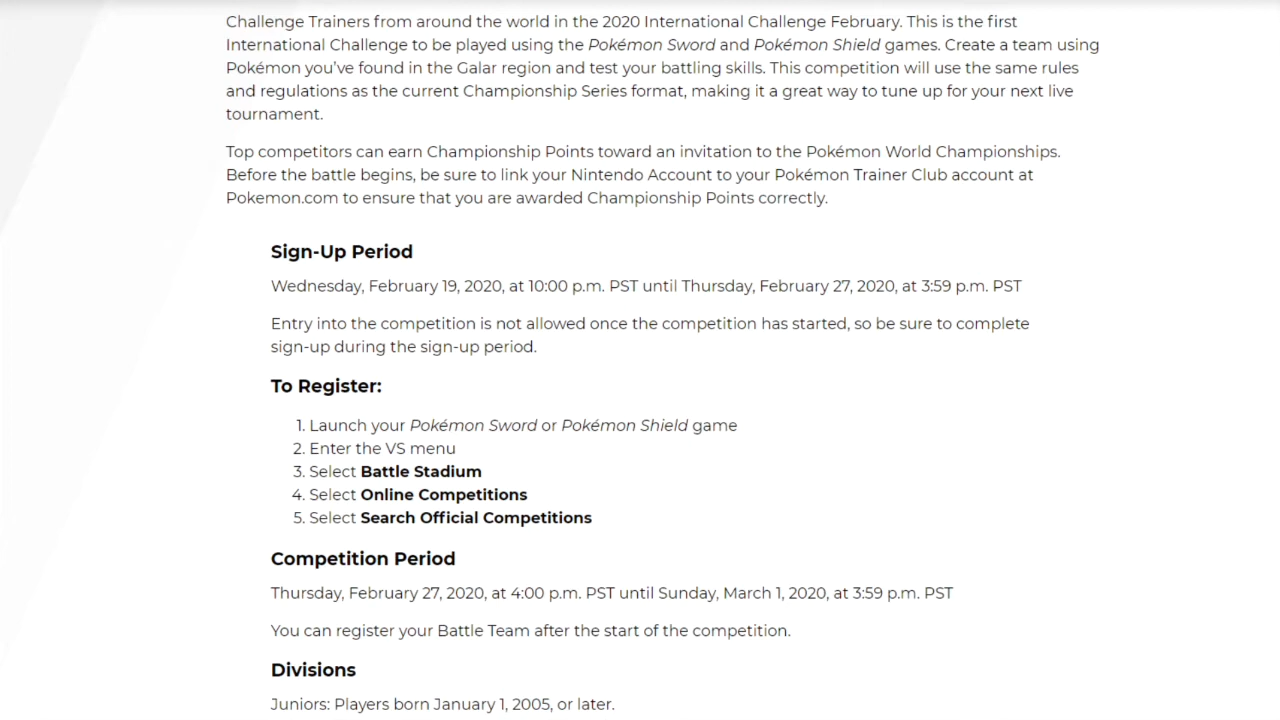 Challenge Trainers from around the world in the 2020 International Challenge February. This is the first
International Challenge to be played using the Pokémon Sword and Pokémon Shield games. Create a team using
Pokémon you've found in the Galar region and test your battling skills. This competition will use the same rules
and regulations as the current Championship Series format, making it a great way to tune up for your next live
tournament.
Top competitors can earn Championship Points toward an invitation to the Pokémon World Championships.
Before the battle begins, be sure to link your Nintendo Account to your Pokémon Trainer Club account at
Pokemon.com to ensure that you are awarded Championship Points correctly.
Sign-Up Period
Wednesday, February 19, 2020, at 10:00 p.m. PST until Thursday, February 27, 2020, at 3:59 p.m. PST
Entry into the competition is not allowed once the competition has started, so be sure to complete
sign-up during the sign-up period.
To Register:
1. Launch your Pokémon Sword or Pokémon Shield game
2. Enter the VS menu
3. Select Battle Stadium
4. Select Online Competitions
5. Select Search Official Competitions
Competition Period
Thursday, February 27, 2020, at 4:00 p.m. PST until Sunday, March 1, 2020, at 3:59 p.m. PST
You can register your Battle Team after the start of the competition.
Divisions
Juniors: Players born January 1, 2005, or later.